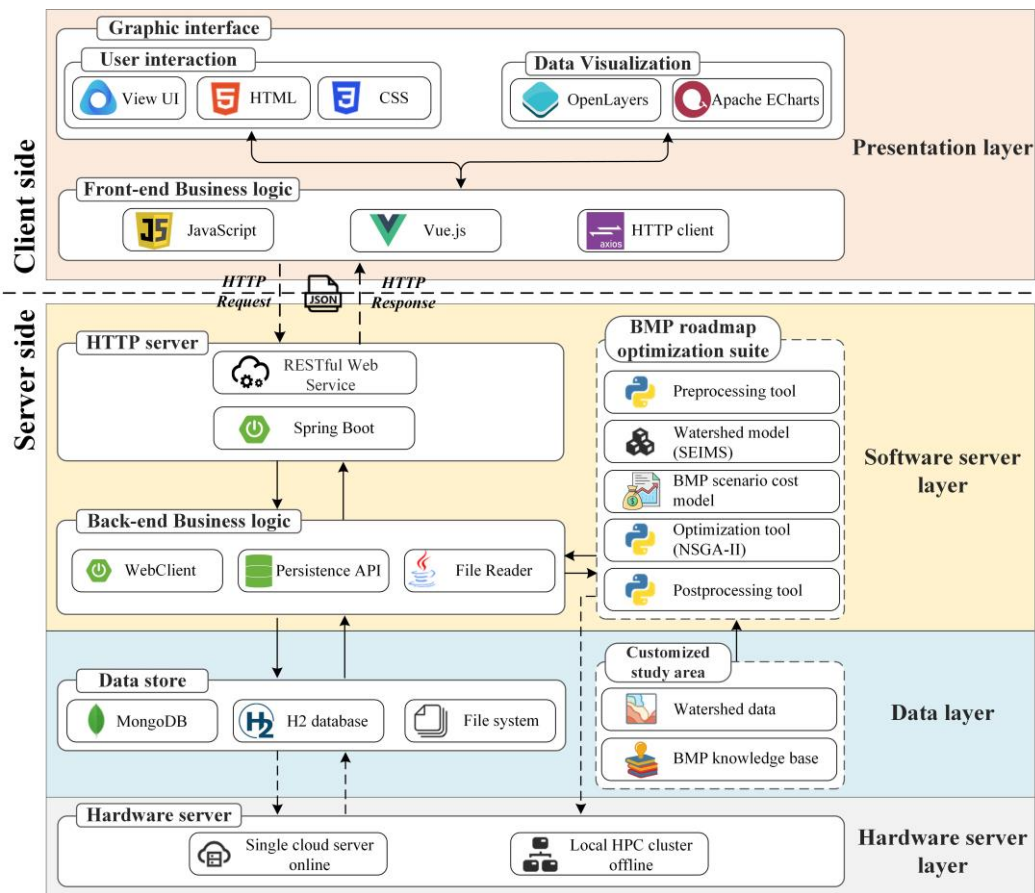 Client side
Graphic interface
User interaction
View UI
HTML
CSS
Data Visualization
OpenLayers
Apache ECharts
Presentation layer
Front-end Business logic
JS
JavaScript
Vue.js
axios
HTTP client
HTTP
Request
JSON
HTTP
Response
Server side
HTTP server
RESTful Web
Service
Spring Boot
BMP roadmap
optimization suite
Preprocessing tool
Watershed model
(SEIMS)
BMP scenario cost
model
Optimization tool
(NSGA-II)
Postprocessing tool
Software server
layer
Back-end Business logic
WebClient
Persistence API
File Reader
Data store
MongoDB
H2
H2 database
File system
Customized
study area
Watershed data
BMP knowledge base
Data layer
Hardware server
Single cloud server
online
Local HPC cluster
offline
Hardware server
layer